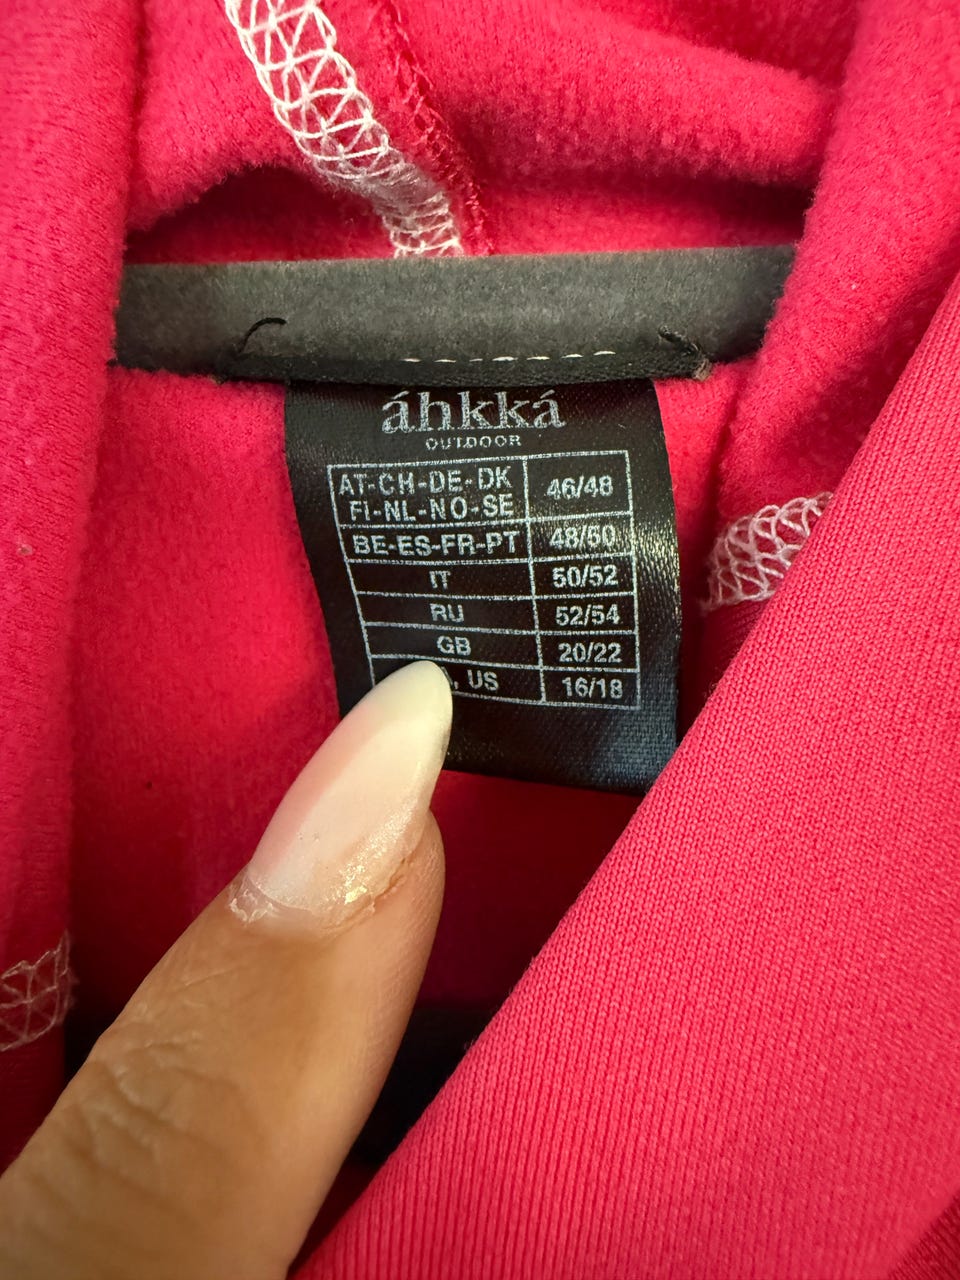 áhkká
OUTDOOR
AT-CH-DE-DK
FI-NL-NO-SE 46/48
BE-ES-FR-PT 48/50
IT 50/52
RU 52/54
GB 20/22
US 16/18